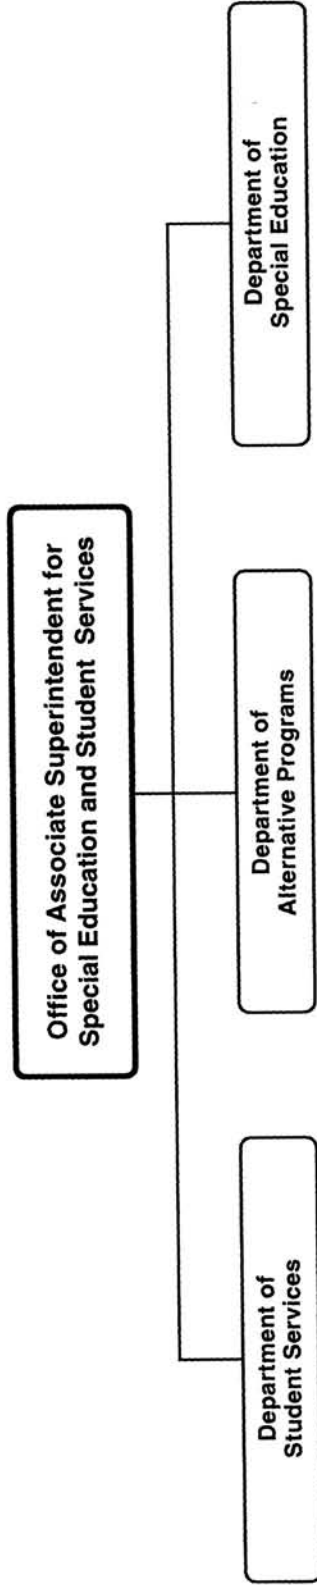 Office of Associate Superintendent for
Special Education and Student Services
Department of
Student Services
Department of
Alternative Programs
Department of
Special Education